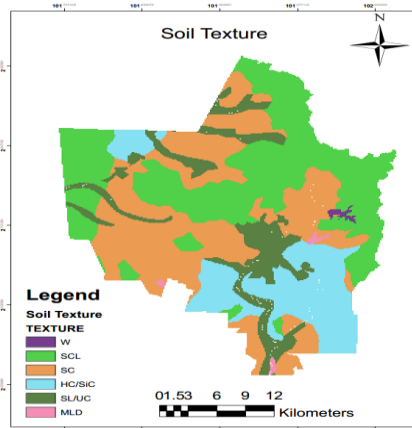 Soil Texture
N
Legend
Soil Texture
TEXTURE
W
SCL
SC
HC/SiC
SL/UC
MLD
01.53 6 9 12
Kilometers